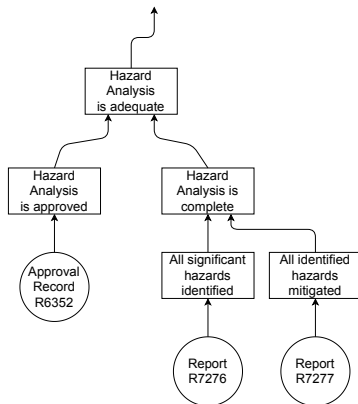 Hazard
Analysis
is adequate
Hazard
Analysis
is approved
Hazard
Analysis is
complete
Approval
Record
R6352
All significant
hazards
identified
All identified
hazards
mitigated
Report
R7276
Report
R7277